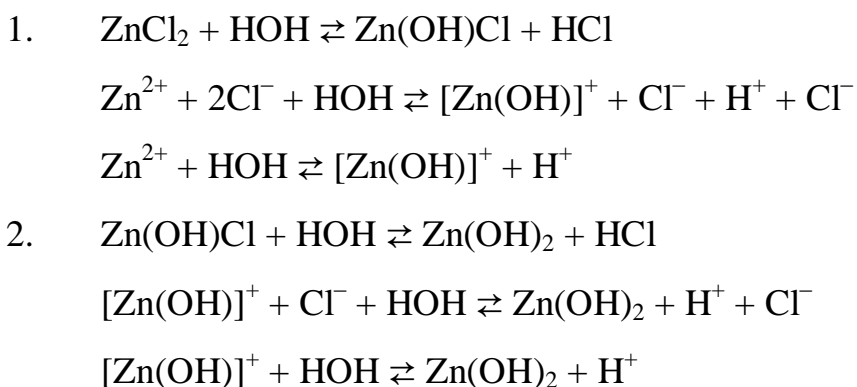 1. ZnCl₂ + HOH ⇄ Zn(OH)Cl + HCl
Zn²⁺ + 2Cl⁻ + HOH ⇄ [Zn(OH)]⁺ + Cl⁻ + H⁺ + Cl⁻
Zn²⁺ + HOH ⇄ [Zn(OH)]⁺ + H⁺
2. Zn(OH)Cl + HOH ⇄ Zn(OH)₂ + HCl
[Zn(OH)]⁺ + Cl⁻ + HOH ⇄ Zn(OH)₂ + H⁺ + Cl⁻
[Zn(OH)]⁺ + HOH ⇄ Zn(OH)₂ + H⁺